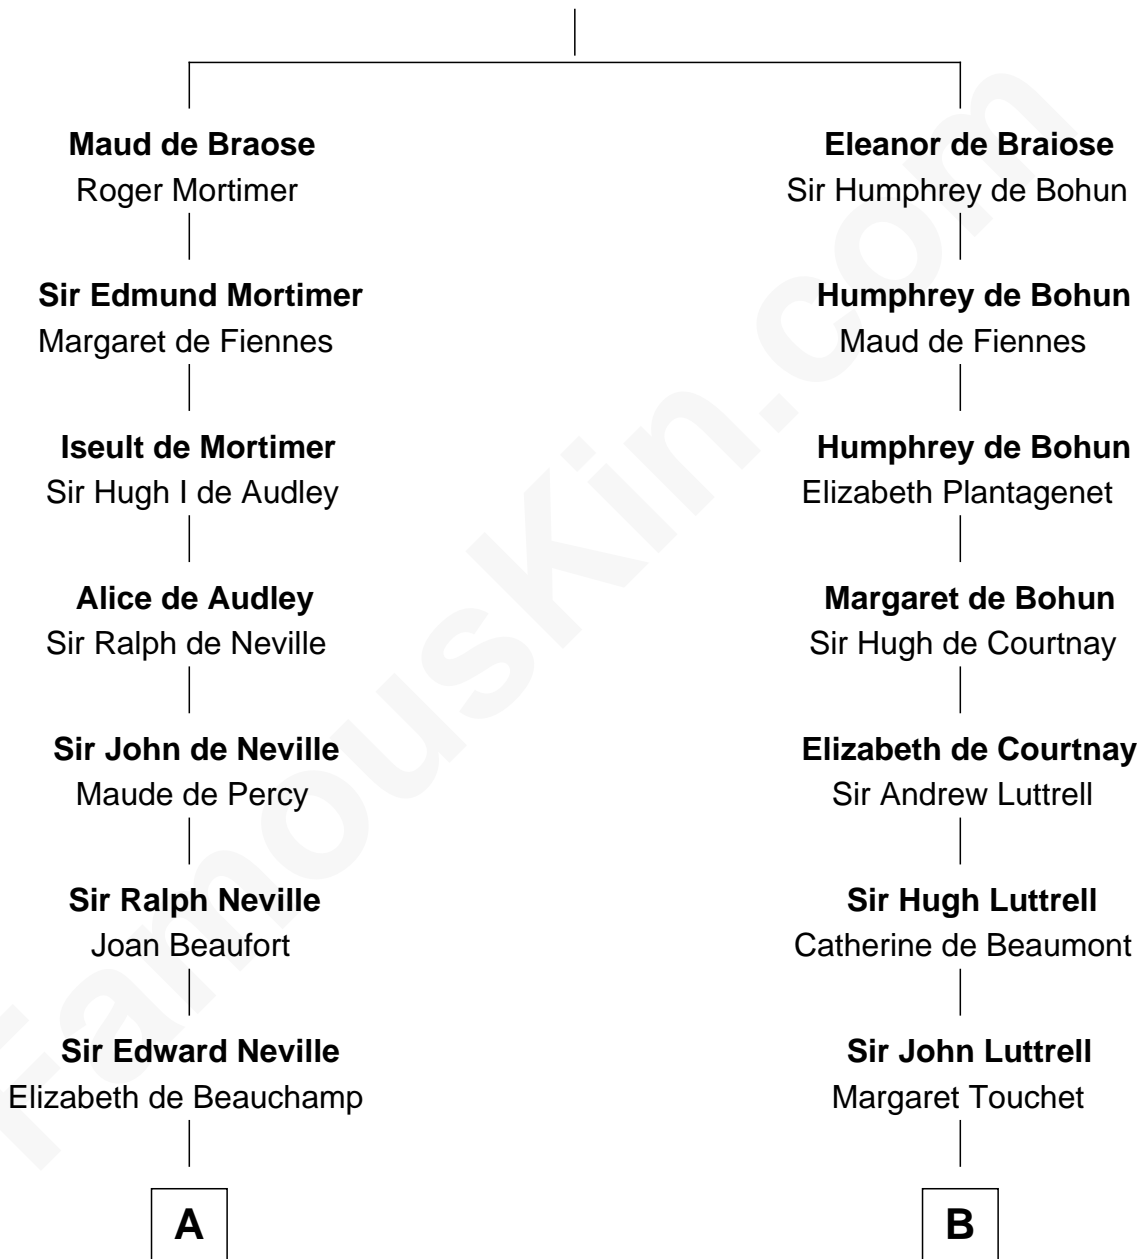 Maud de Braose
Roger Mortimer
Sir Edmund Mortimer
Margaret de Fiennes
Iseult de Mortimer
Sir Hugh I de Audley
Alice de Audley
Sir Ralph de Neville
Sir John de Neville
Maude de Percy
Sir Ralph Neville
Joan Beaufort
Sir Edward Neville
Elizabeth de Beauchamp
A
Eleanor de Braiose
Sir Humphrey de Bohun
Humphrey de Bohun
Maud de Fiennes
Humphrey de Bohun
Elizabeth Plantagenet
Margaret de Bohun
Sir Hugh de Courtnay
Elizabeth de Courtnay
Sir Andrew Luttrell
Sir Hugh Luttrell
Catherine de Beaumont
Sir John Luttrell
Margaret Touchet
B
FamousKin.com